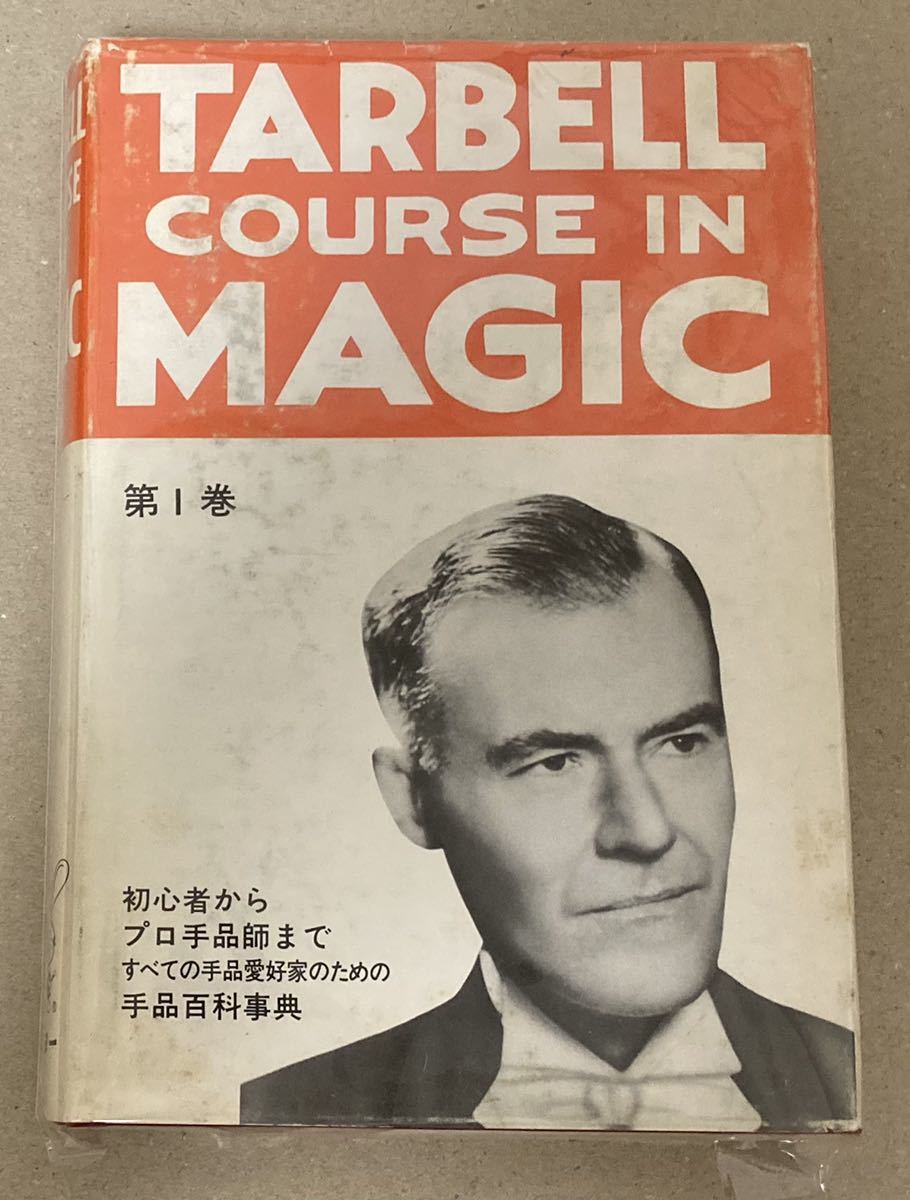 TARBELL
COURSE IN
MAGIC
第1巻
初心者から
プロ手品師まで
すべての手品愛好家のための
手品百科事典